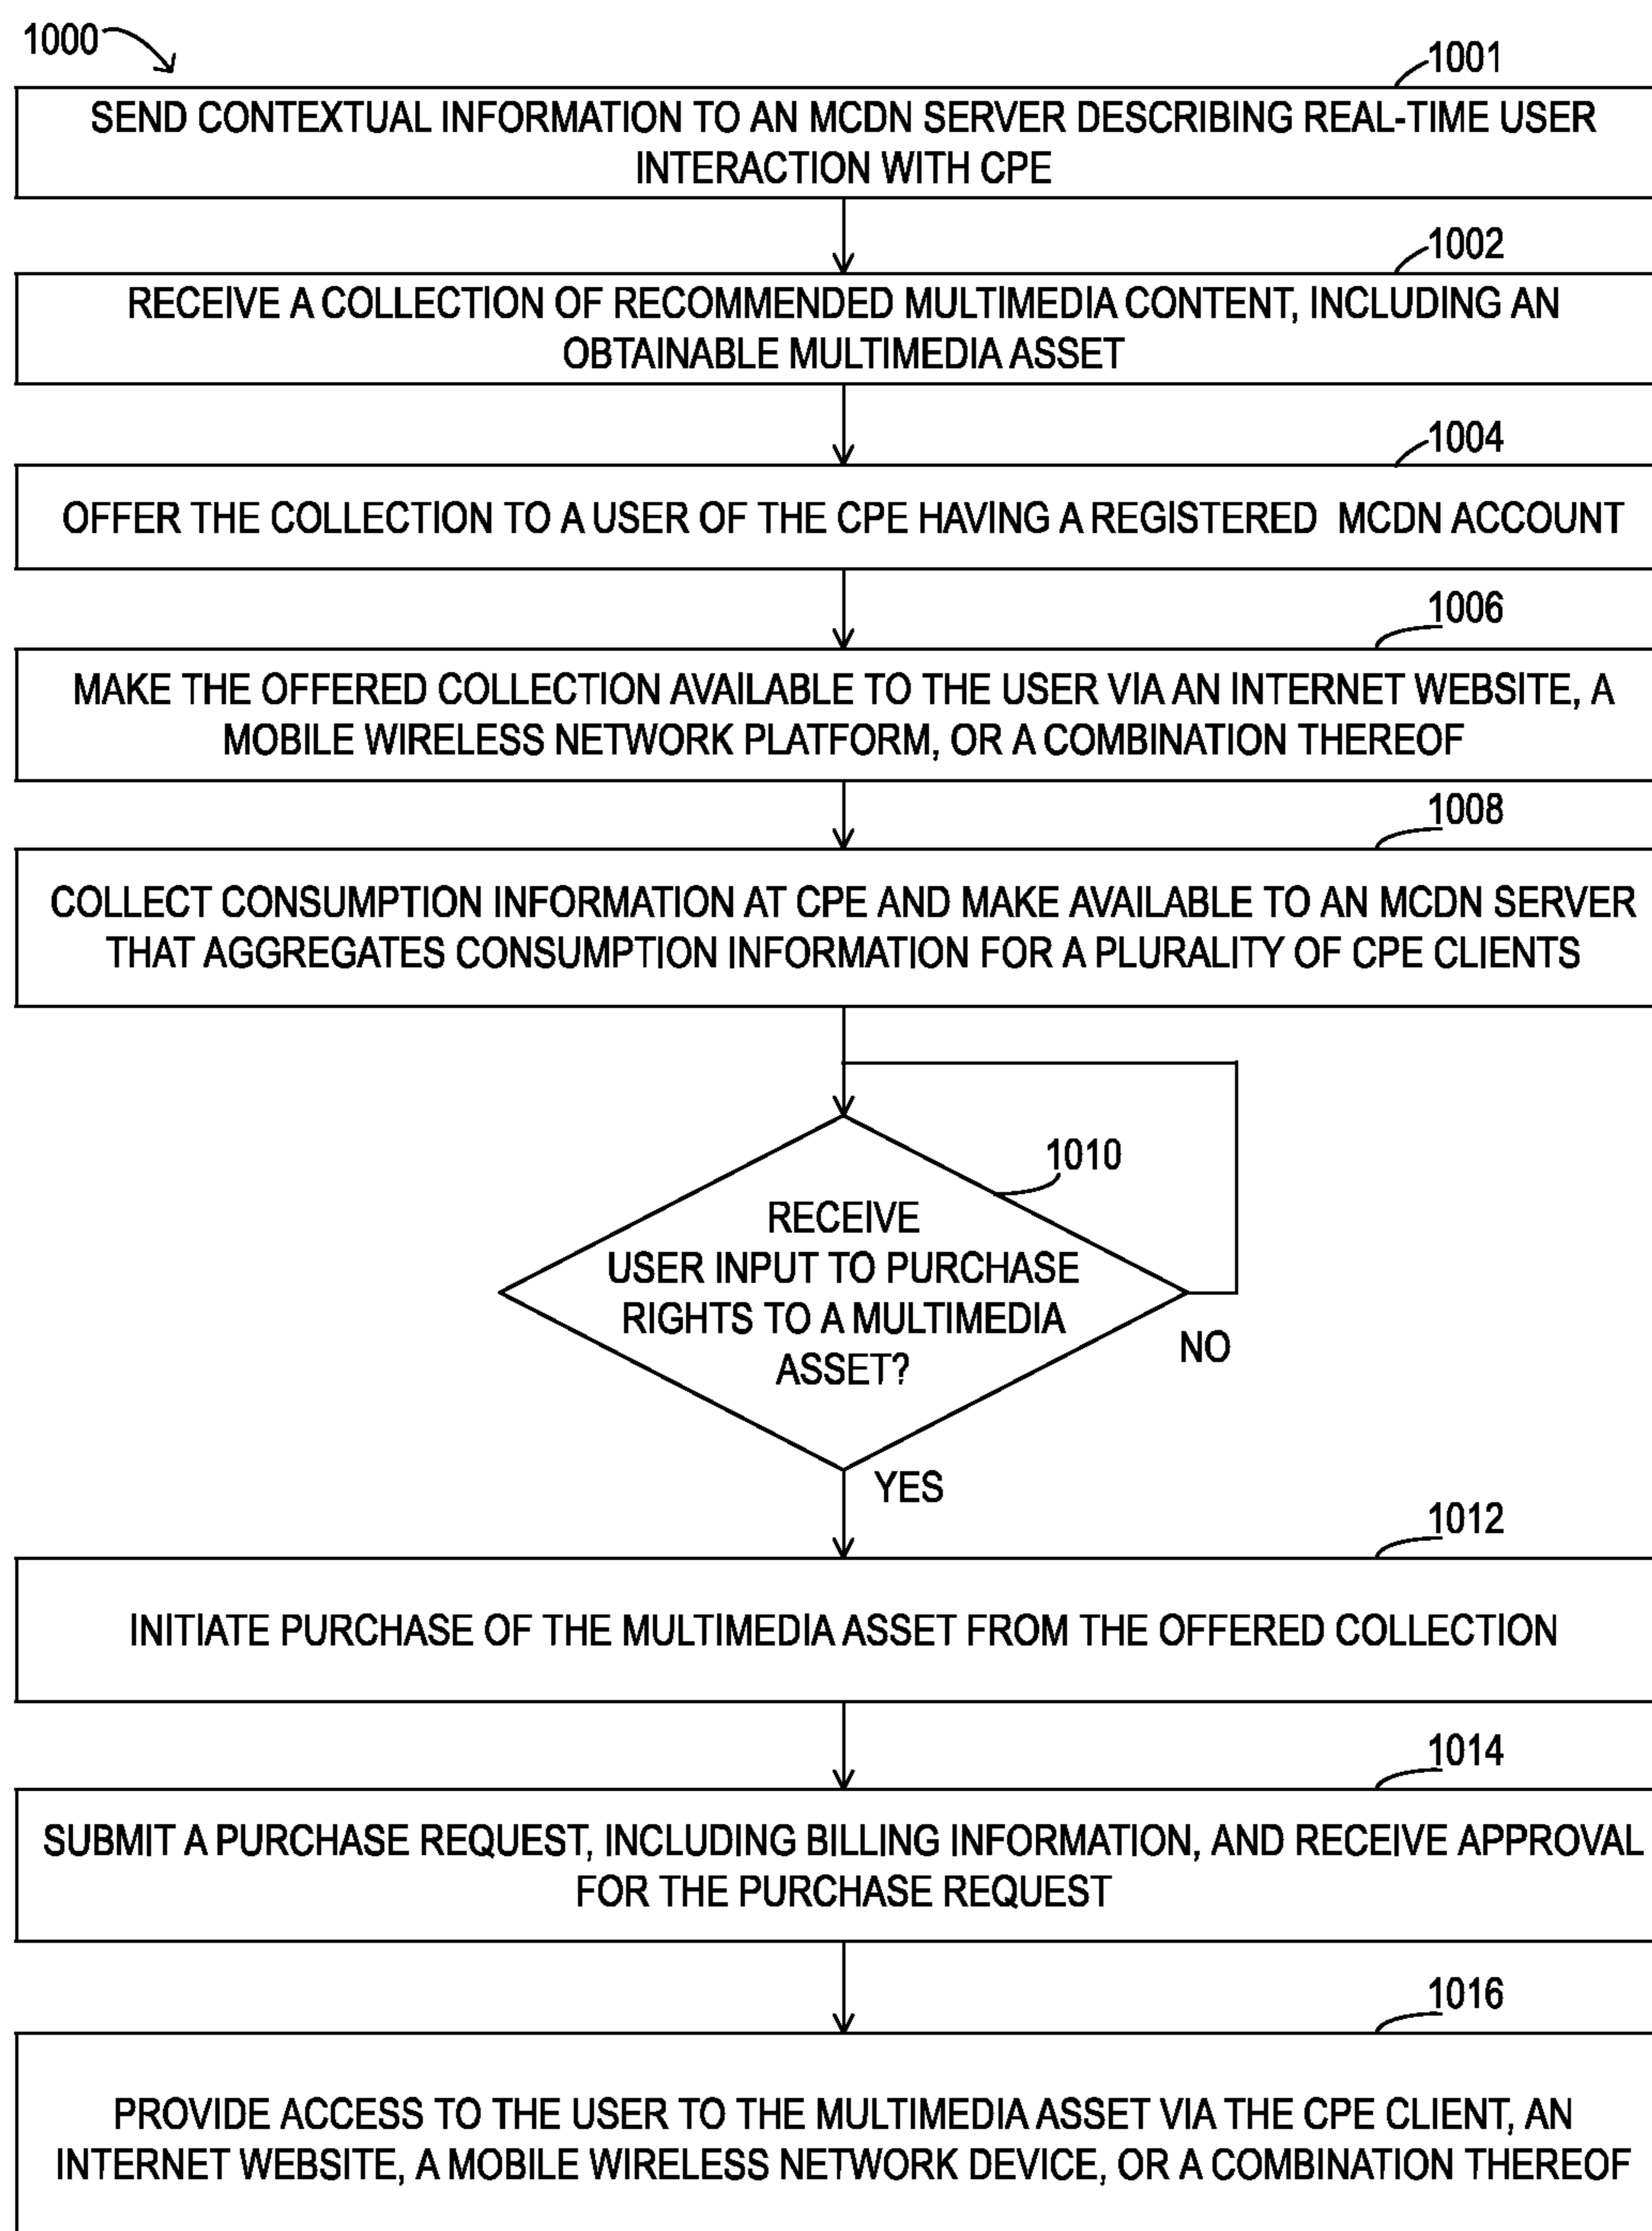 1000
1001
SEND CONTEXTUAL INFORMATION TO AN MCDN SERVER DESCRIBING REAL-TIME USER
INTERACTION WITH CPE
1002
RECEIVE A COLLECTION OF RECOMMENDED MULTIMEDIA CONTENT, INCLUDING AN
OBTAINABLE MULTIMEDIA ASSET
1004
OFFER THE COLLECTION TO A USER OF THE CPE HAVING A REGISTERED MCDN ACCOUNT
1006
MAKE THE OFFERED COLLECTION AVAILABLE TO THE USER VIA AN INTERNET WEBSITE, A
MOBILE WIRELESS NETWORK PLATFORM, OR A COMBINATION THEREOF
1008
COLLECT CONSUMPTION INFORMATION AT CPE AND MAKE AVAILABLE TO AN MCDN SERVER
THAT AGGREGATES CONSUMPTION INFORMATION FOR A PLURALITY OF CPE CLIENTS
1010
RECEIVE
USER INPUT TO PURCHASE
RIGHTS TO A MULTIMEDIA
ASSET?
NO
YES
1012
INITIATE PURCHASE OF THE MULTIMEDIA ASSET FROM THE OFFERED COLLECTION
1014
SUBMIT A PURCHASE REQUEST, INCLUDING BILLING INFORMATION, AND RECEIVE APPROVAL
FOR THE PURCHASE REQUEST
1016
PROVIDE ACCESS TO THE USER TO THE MULTIMEDIA ASSET VIA THE CPE CLIENT, AN
INTERNET WEBSITE, A MOBILE WIRELESS NETWORK DEVICE, OR A COMBINATION THEREOF